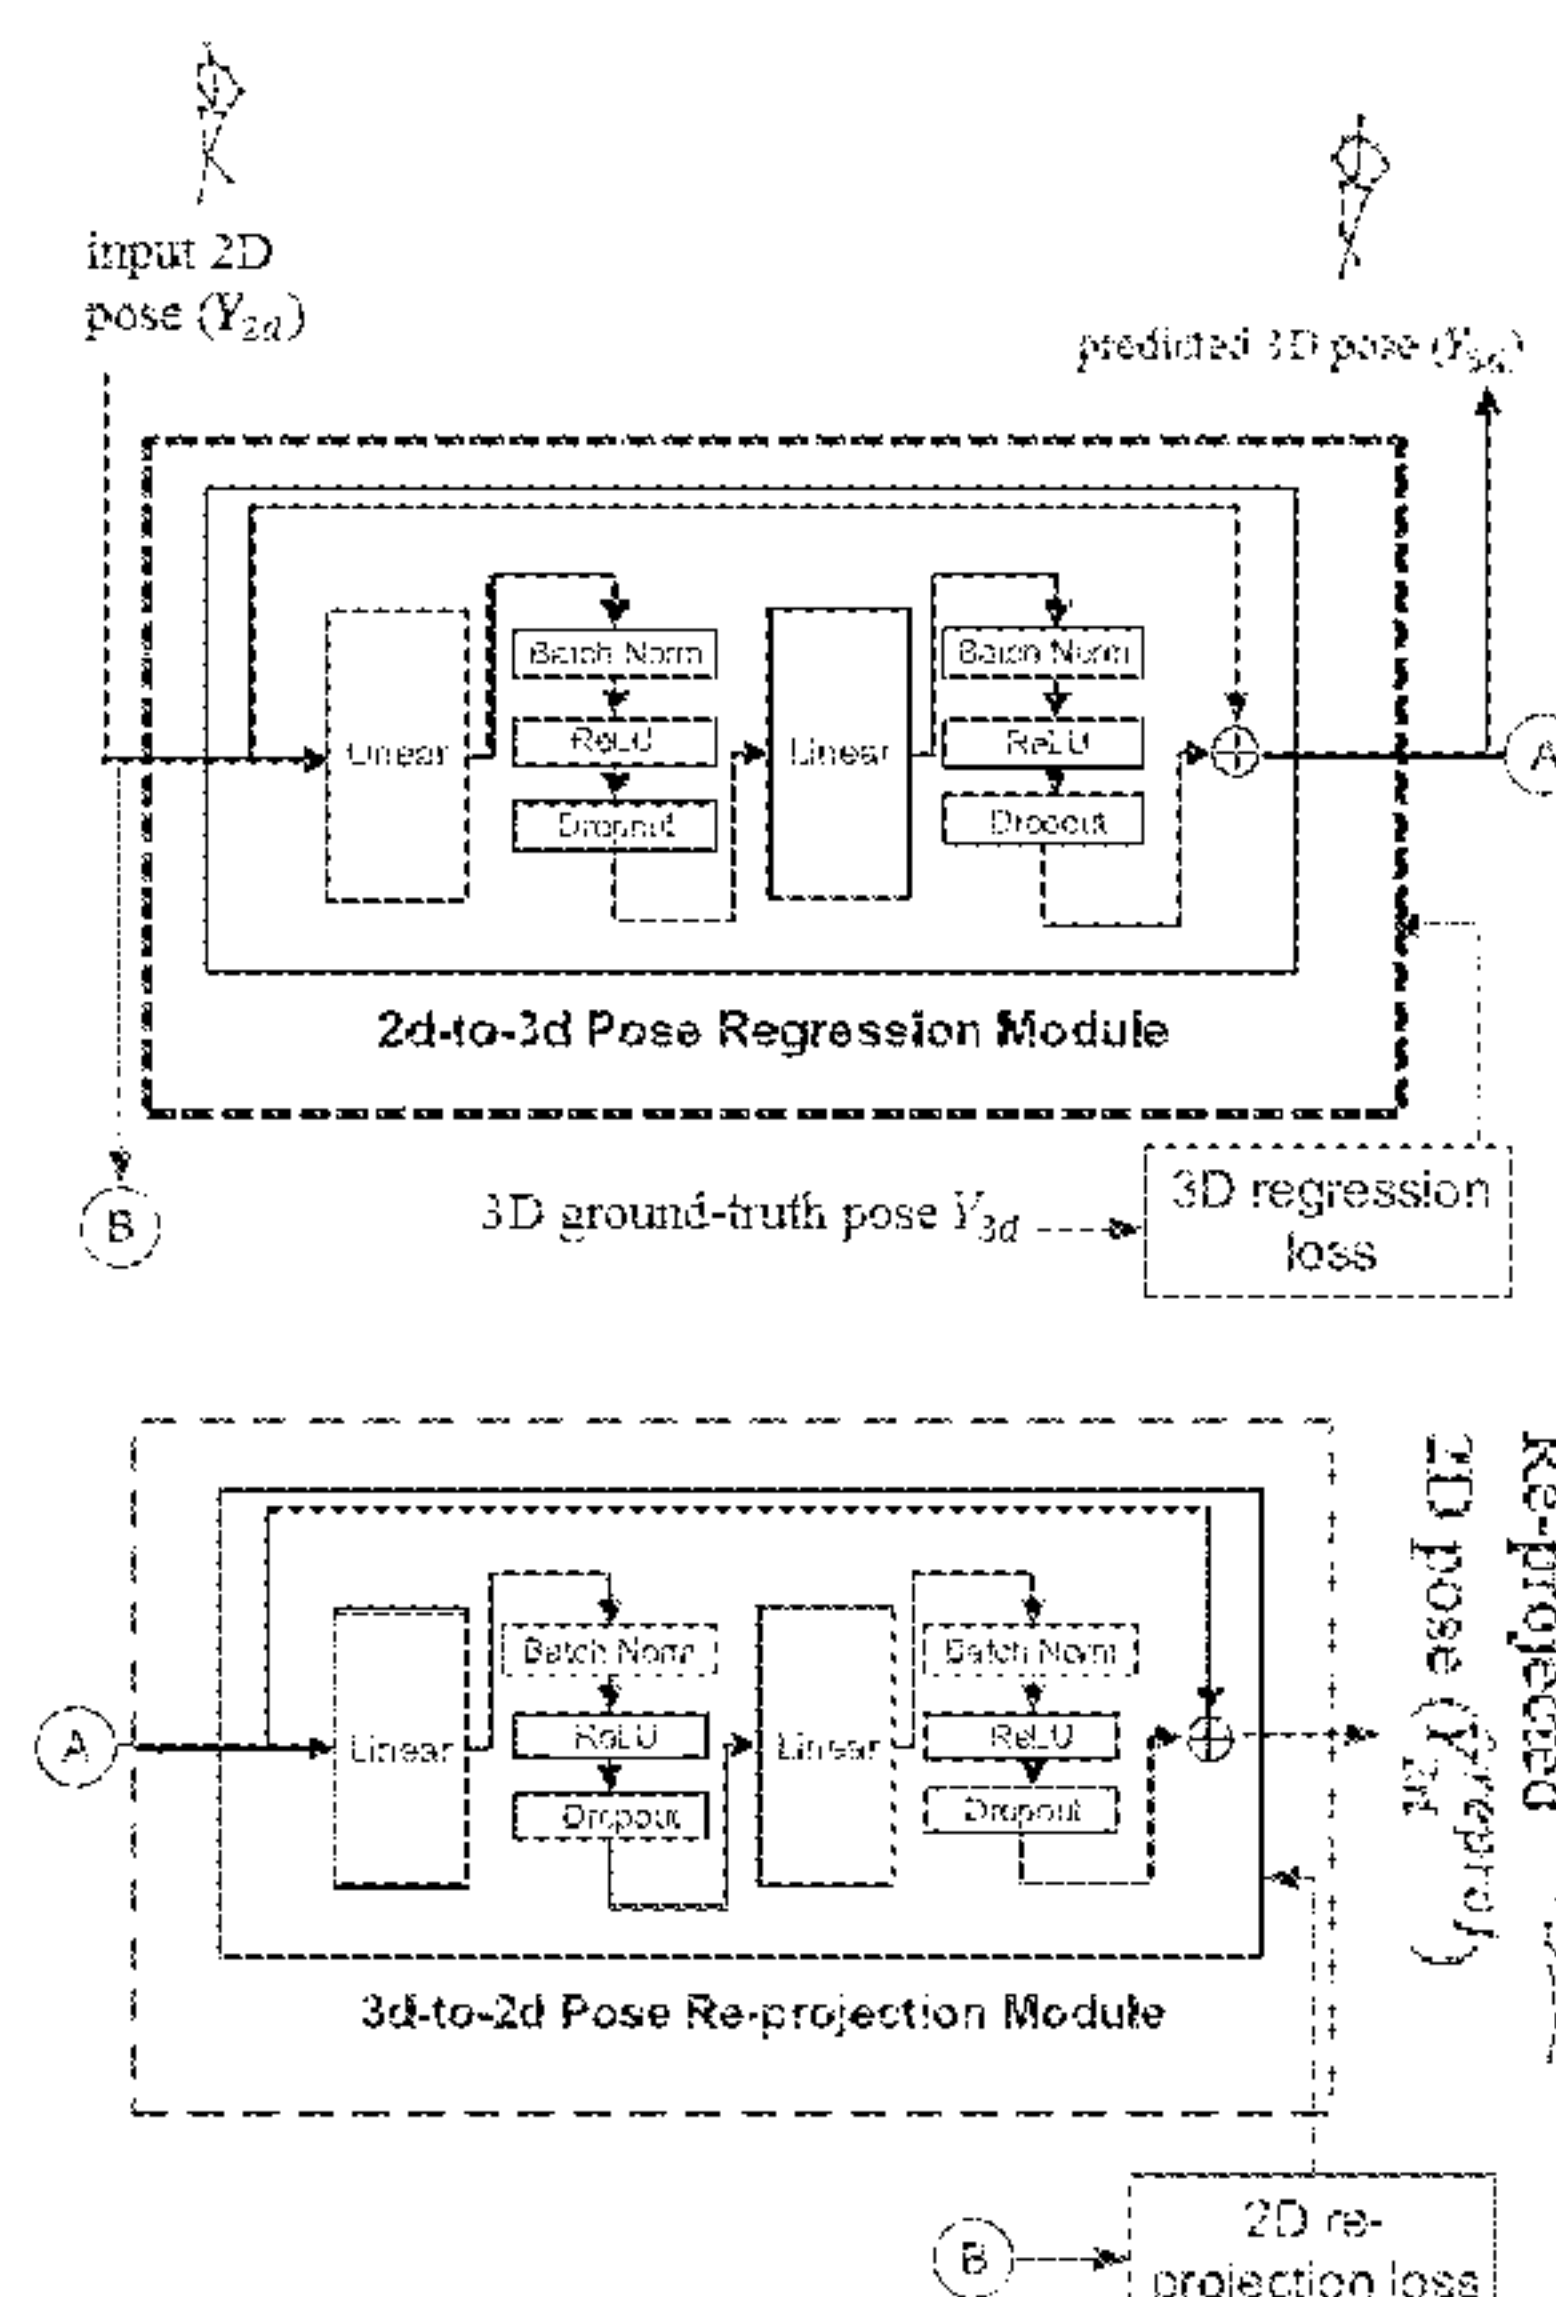 input 2D
pose (Y2d)
predicted 3D pose (Ŷ3d)
Batch Norm
Batch Norm
Linear
ReLU
Linear
ReLU
A
Dropout
Dropout
2d-to-3d Pose Regression Module
B
3D ground-truth pose Y3d
3D regression
loss
Re-projected
2D pose (
Batch Norm
Batch Norm
A
Linear
ReLU
Linear
ReLU
Dropout
Dropout
3d-to-2d Pose Re-projection Module
B
2D re-
projection loss